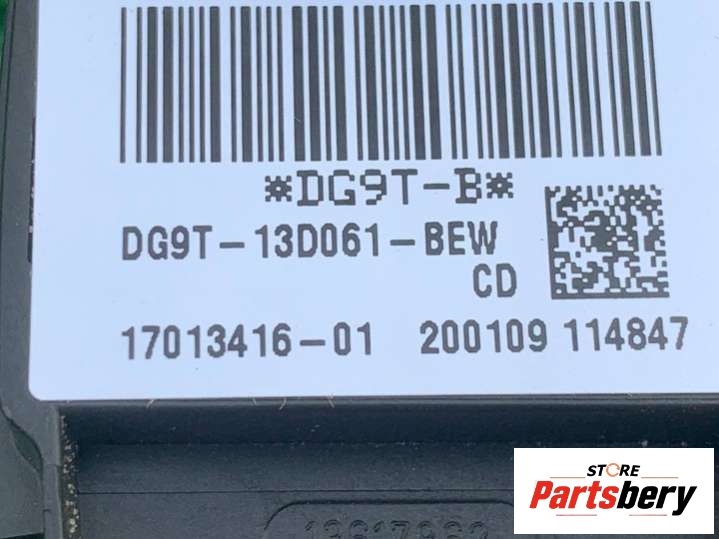 *DG9T-B*
DG9T-13D061-BEW
CD
17013416-01 200109 114847
STORE
Partsbery